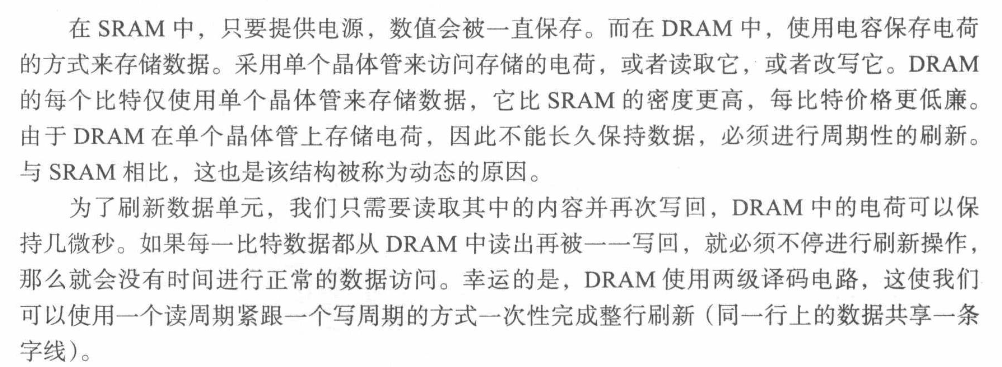 在 SRAM 中，只要提供电源，数值会被一直保存。而在 DRAM 中，使用电容保存电荷
的方式来存储数据。采用单个晶体管来访问存储的电荷，或者读取它，或者改写它。DRAM
的每个比特仅使用单个晶体管来存储数据，它比 SRAM 的密度更高，每比特价格更低廉。
由于 DRAM 在单个晶体管上存储电荷，因此不能长久保持数据，必须进行周期性的刷新。
与 SRAM 相比，这也是该结构被称为动态的原因。
为了刷新数据单元，我们只需要读取其中的内容并再次写回，DRAM 中的电荷可以保
持几微秒。如果每一比特数据都从 DRAM 中读出再被一一写回，就必须不停进行刷新操作，
那么就会没有时间进行正常的数据访问。幸运的是，DRAM 使用两级译码电路，这使我们
可以使用一个读周期紧跟一个写周期的方式一次性完成整行刷新（同一行上的数据共享一条
字线）。